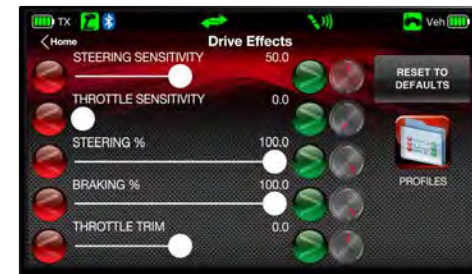 TX
Veh
Home
Drive Effects
STEERING SENSITIVITY 50.0
THROTTLE SENSITIVITY 0.0
STEERING % 100.0
BRAKING % 100.0
THROTTLE TRIM 0.0
RESET TO
DEFAULTS
PROFILES